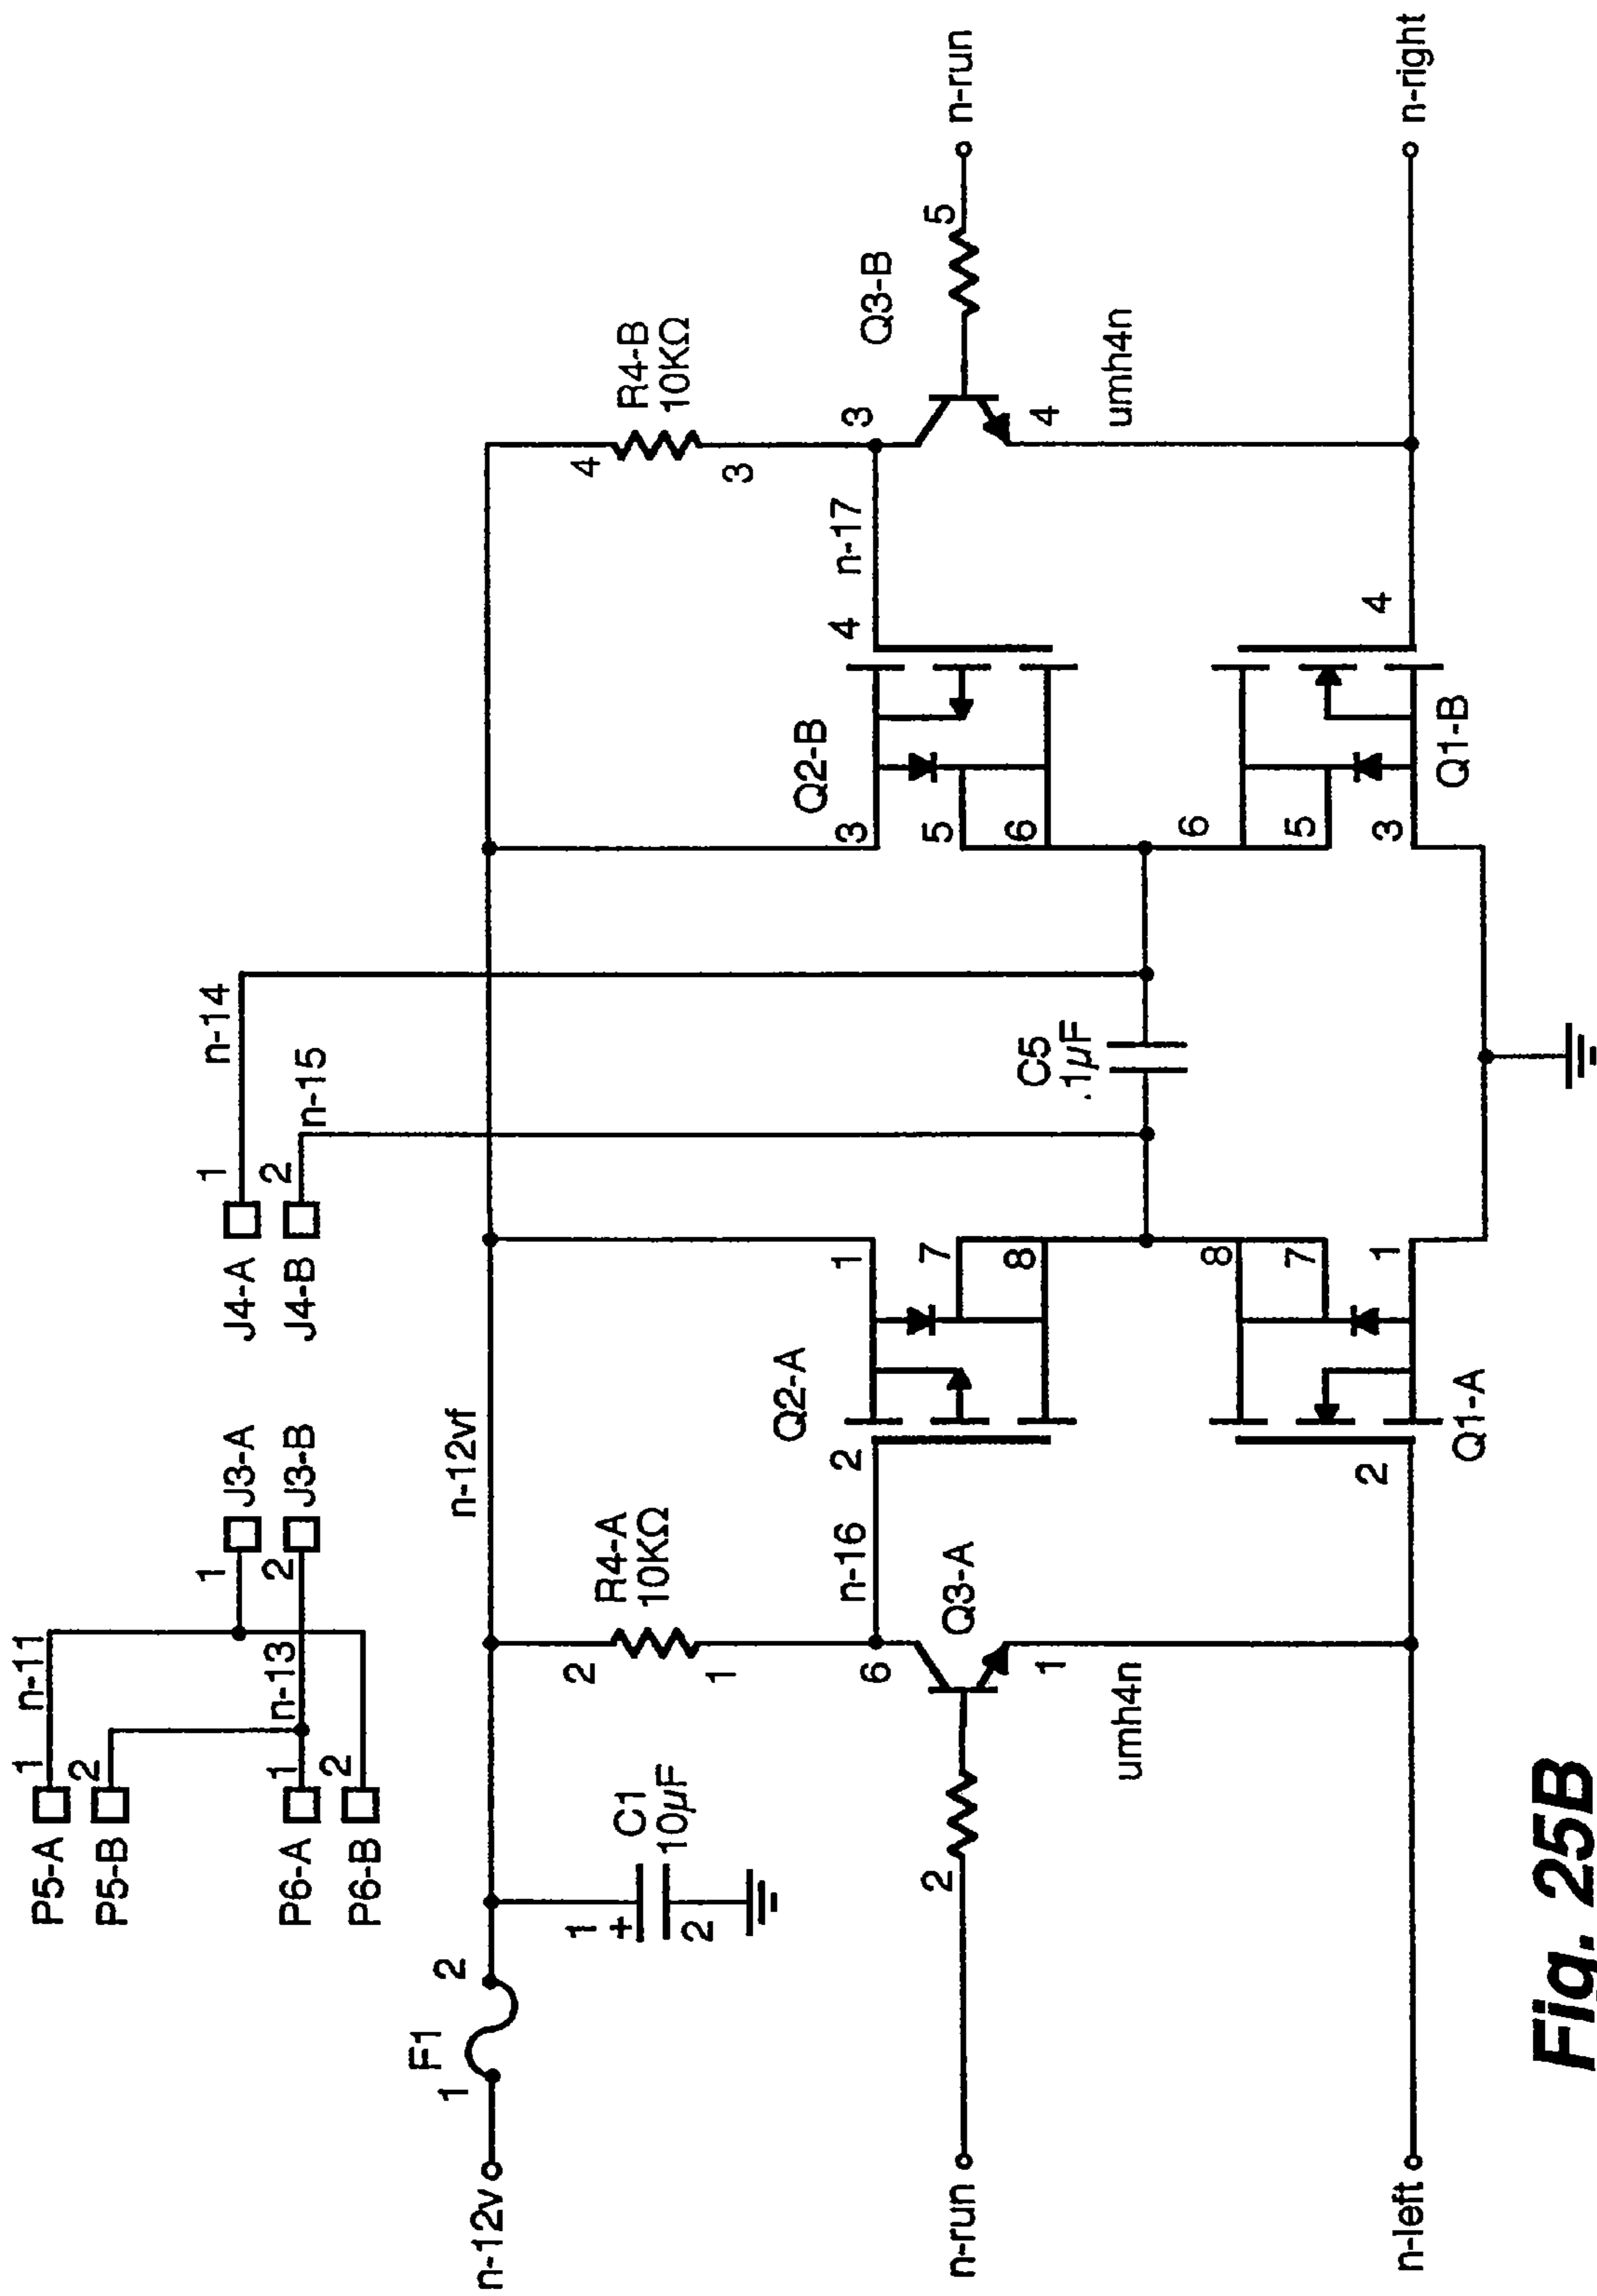 P5-A 1 n-11
P5-B 2
P6-A 1 n-13
P6-B 2
1 J3-A
2 J3-B
J4-A 1 n-14
J4-B 2 n-15
n-12v 1 F1 2
n-12vf
C1
10µF
1
+
2
R4-A
10KΩ
2
1
R4-B
10KΩ
4
3
n-16
n-17
Q2-A
2
1
7
8
Q2-B
3
5
6
4
n-run 2
6
Q3-A
1
umh4n
C5
.1µF
3
Q3-B
5 n-run
4
umh4n
8
7
1
2
Q1-A
6
5
3
4
Q1-B
n-left
n-right
Fig. 25B